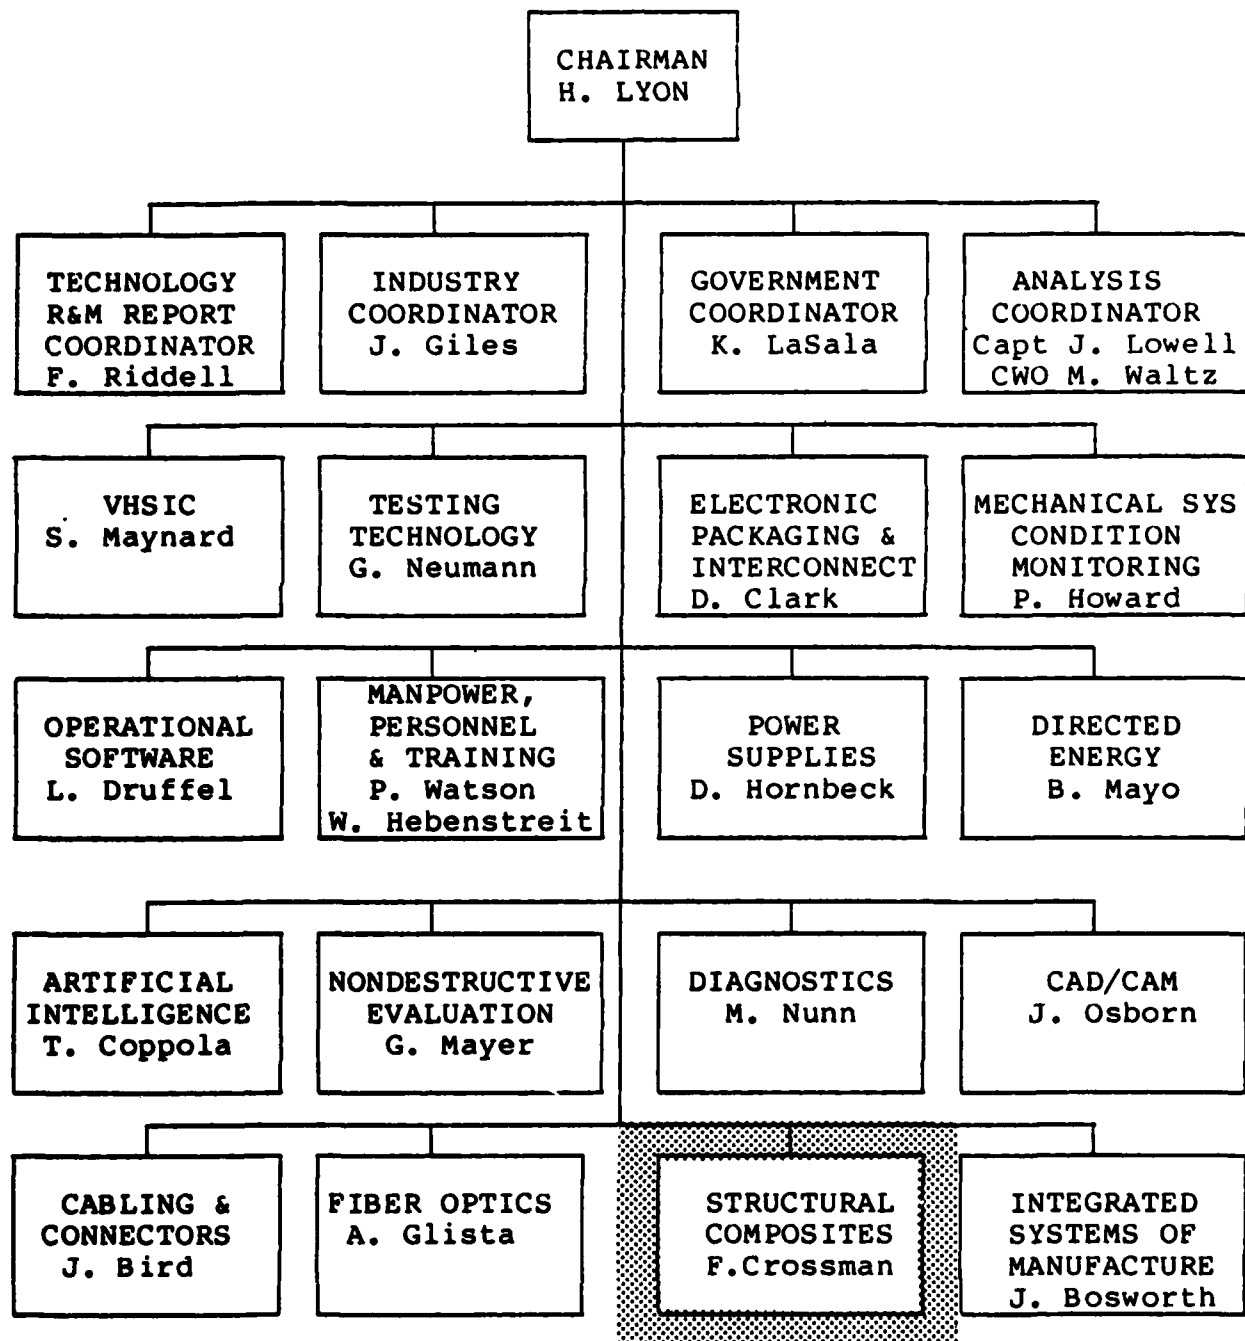 CHAIRMAN
H. LYON
TECHNOLOGY
R&M REPORT
COORDINATOR
F. Riddell
INDUSTRY
COORDINATOR
J. Giles
GOVERNMENT
COORDINATOR
K. LaSala
ANALYSIS
COORDINATOR
Capt J. Lowell
CWO M. Waltz
VHSIC
S. Maynard
TESTING
TECHNOLOGY
G. Neumann
ELECTRONIC
PACKAGING &
INTERCONNECT
D. Clark
MECHANICAL SYS
CONDITION
MONITORING
P. Howard
OPERATIONAL
SOFTWARE
L. Druffel
MANPOWER,
PERSONNEL
& TRAINING
P. Watson
W. Hebenstreit
POWER
SUPPLIES
D. Hornbeck
DIRECTED
ENERGY
B. Mayo
ARTIFICIAL
INTELLIGENCE
T. Coppola
NONDESTRUCTIVE
EVALUATION
G. Mayer
DIAGNOSTICS
M. Nunn
CAD/CAM
J. Osborn
CABLING &
CONNECTORS
J. Bird
FIBER OPTICS
A. Glista
STRUCTURAL
COMPOSITES
F.Crossman
INTEGRATED
SYSTEMS OF
MANUFACTURE
J. Bosworth